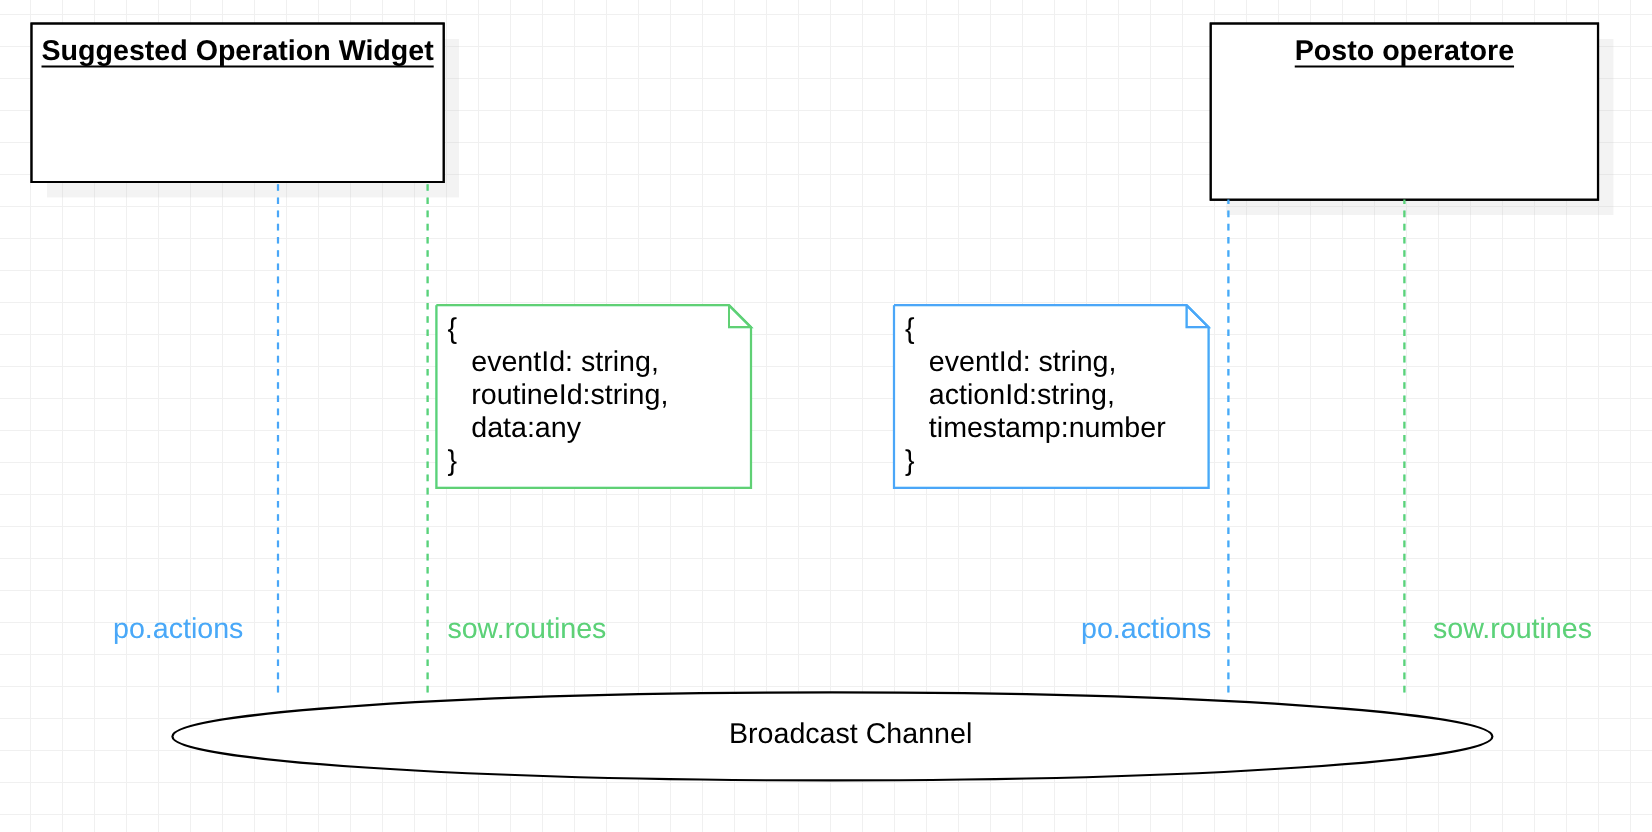 Suggested Operation Widget
Posto operatore
{
eventId: string,
routineId:string,
data:any
}
{
eventId: string,
actionId:string,
timestamp:number
}
po.actions
sow.routines
po.actions
sow.routines
Broadcast Channel